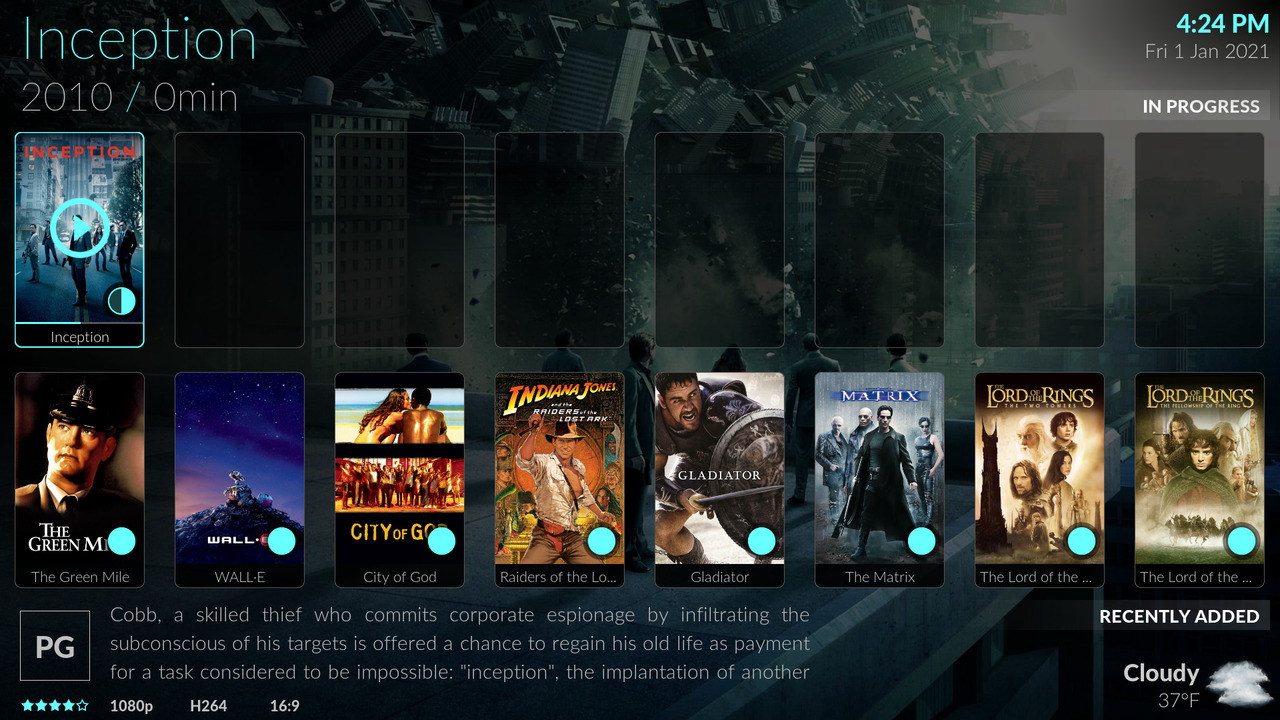 Inception
4:24 PM
Fri 1 Jan 2021
2010 / 0min
IN PROGRESS
INCEPTION
Inception
THE
GREEN MI
The Green Mile
WALL·E
WALL·E
CITY OF GOD
City of God
INDIANA JONES
and the
RAIDERS of the
LOST ARK
Raiders of the Lo...
GLADIATOR
Gladiator
MATRIX
The Matrix
THE
LORD OF THE RINGS
THE TWO TOWERS
The Lord of the ...
THE
LORD OF THE RINGS
THE FELLOWSHIP OF THE RING
The Lord of the ...
RECENTLY ADDED
PG
Cobb, a skilled thief who commits corporate espionage by infiltrating the
subconscious of his targets is offered a chance to regain his old life as payment
for a task considered to be impossible: "inception", the implantation of another
1080p H264 16:9
Cloudy
37°F